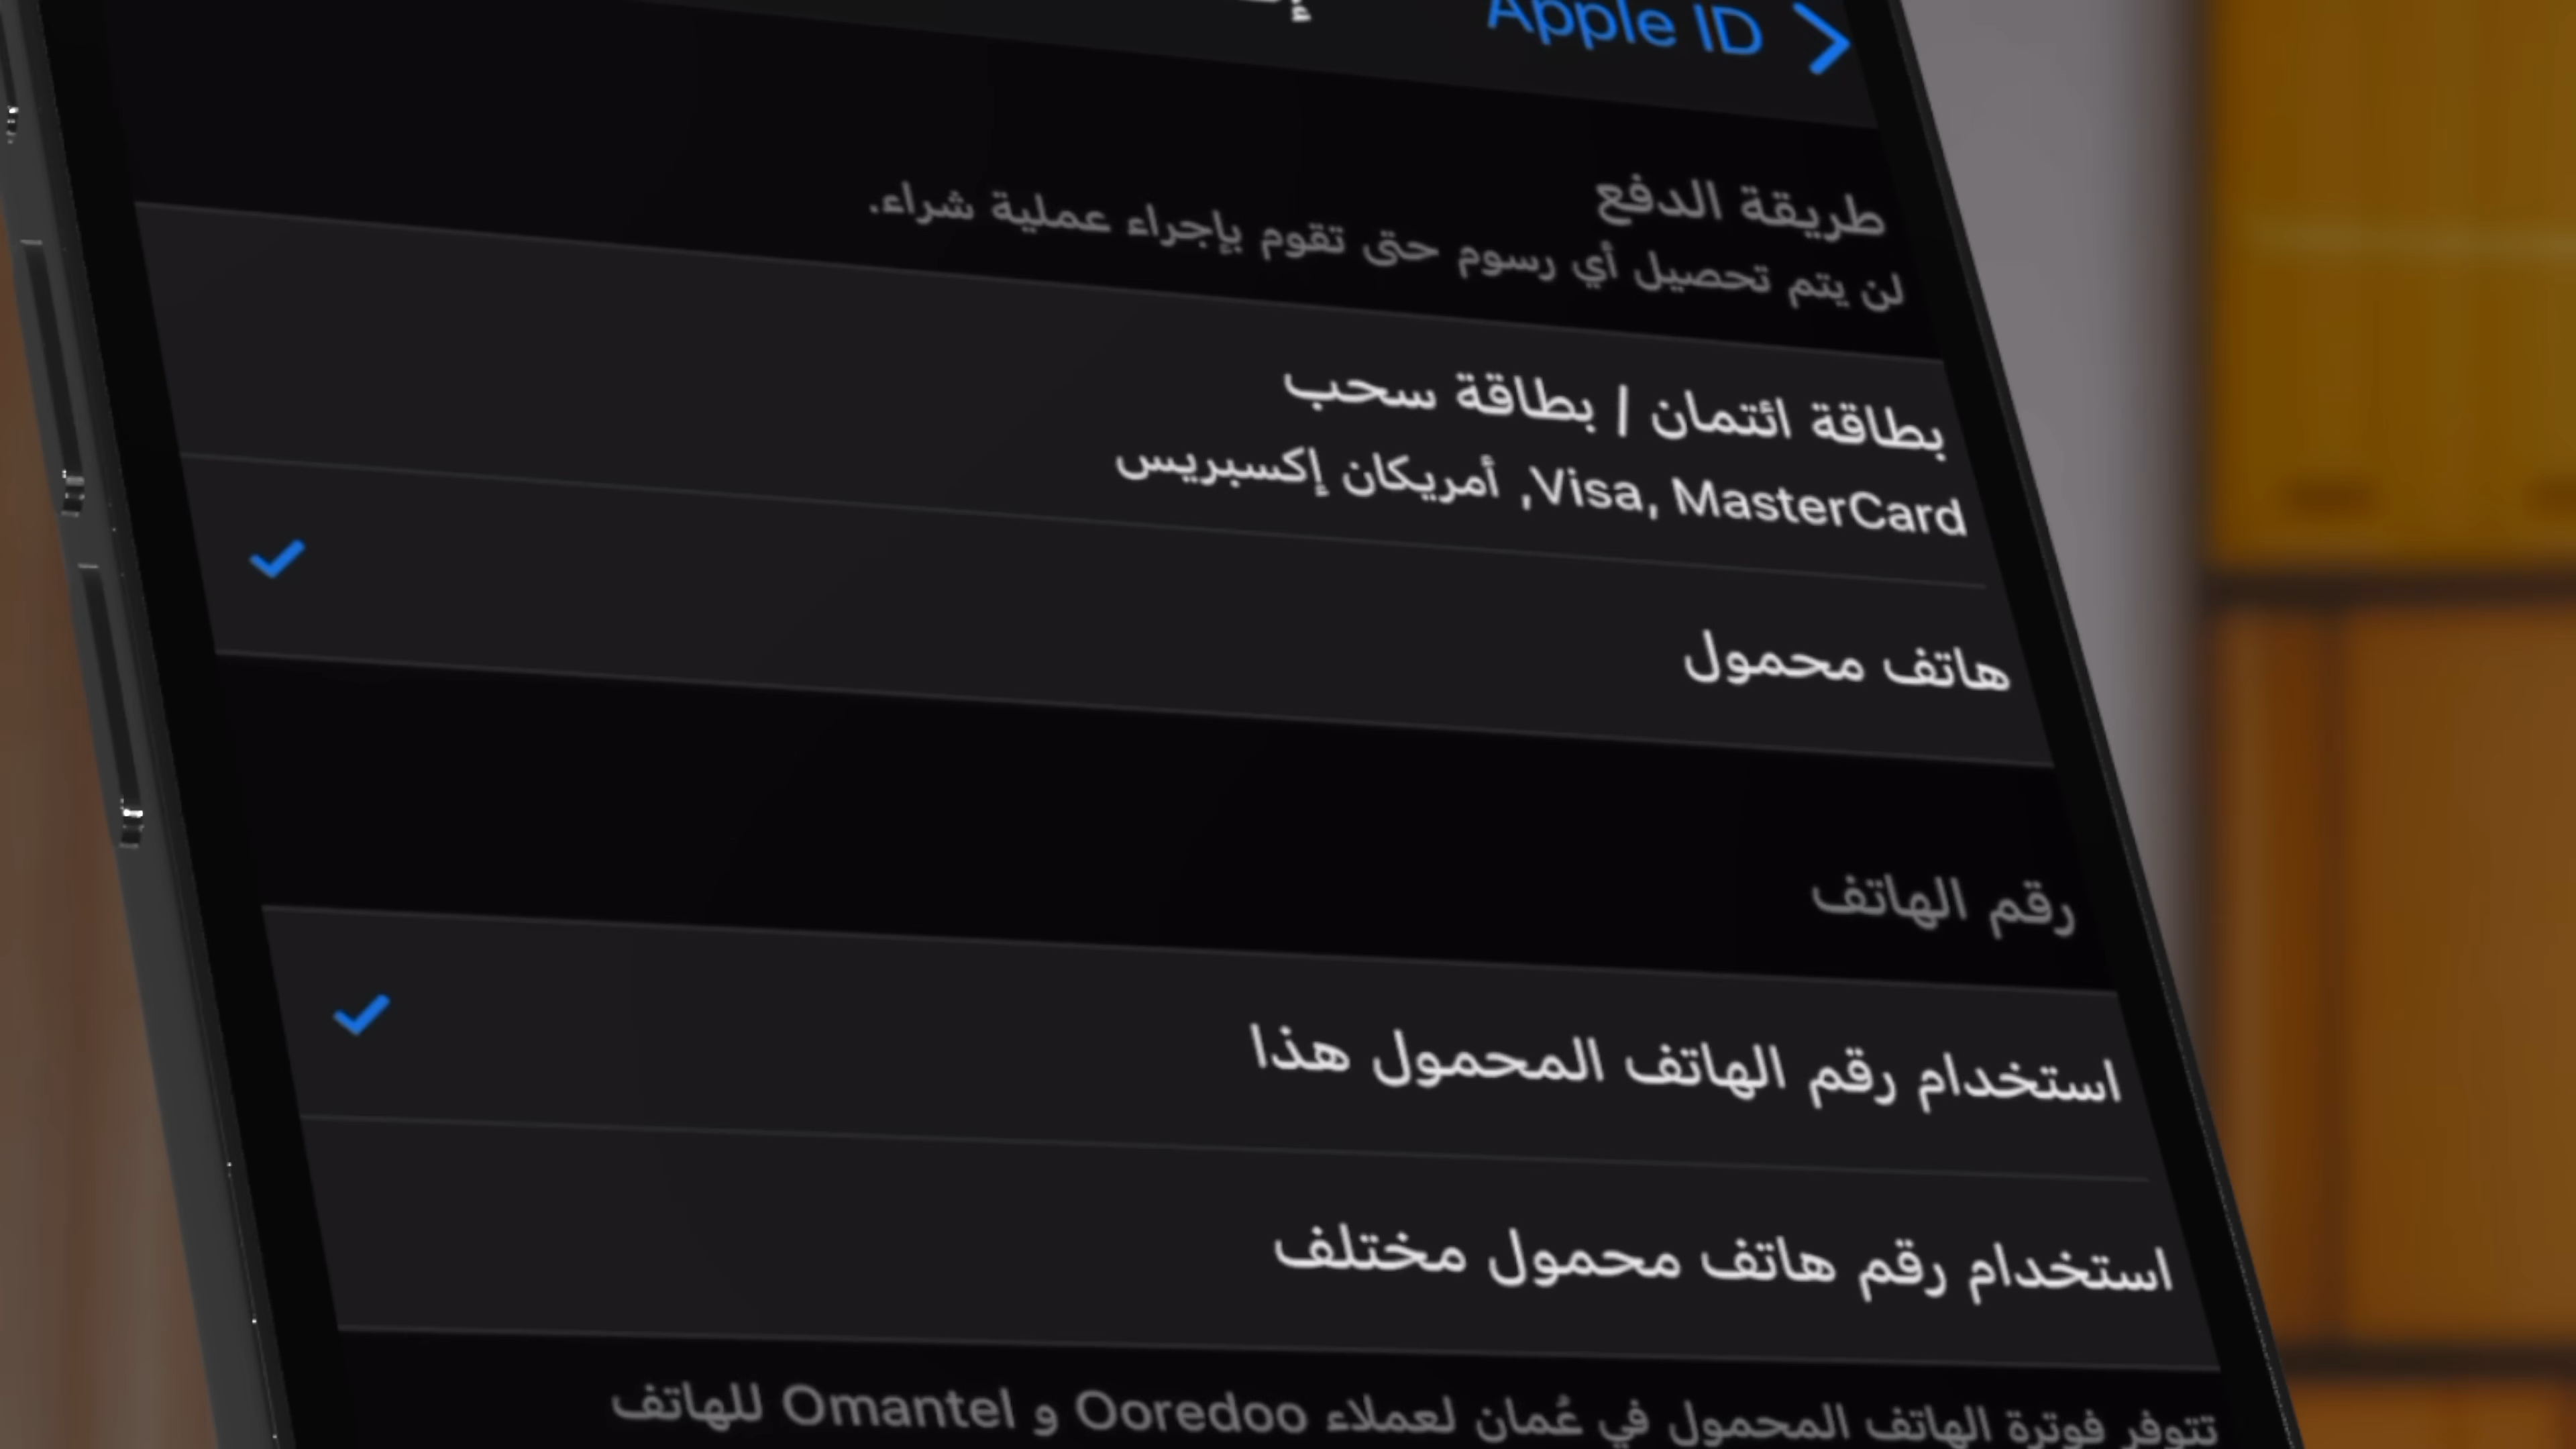 Apple ID
طريقة الدفع
لن يتم تحصيل أي رسوم حتى تقوم بإجراء عملية شراء.
بطاقة ائتمان / بطاقة سحب
Visa, MasterCard, أمريكان إكسبريس
هاتف محمول
رقم الهاتف
استخدام رقم الهاتف المحمول هذا
استخدام رقم هاتف محمول مختلف
تتوفر فوترة الهاتف المحمول في عُمان لعملاء Ooredoo و Omantel للهاتف